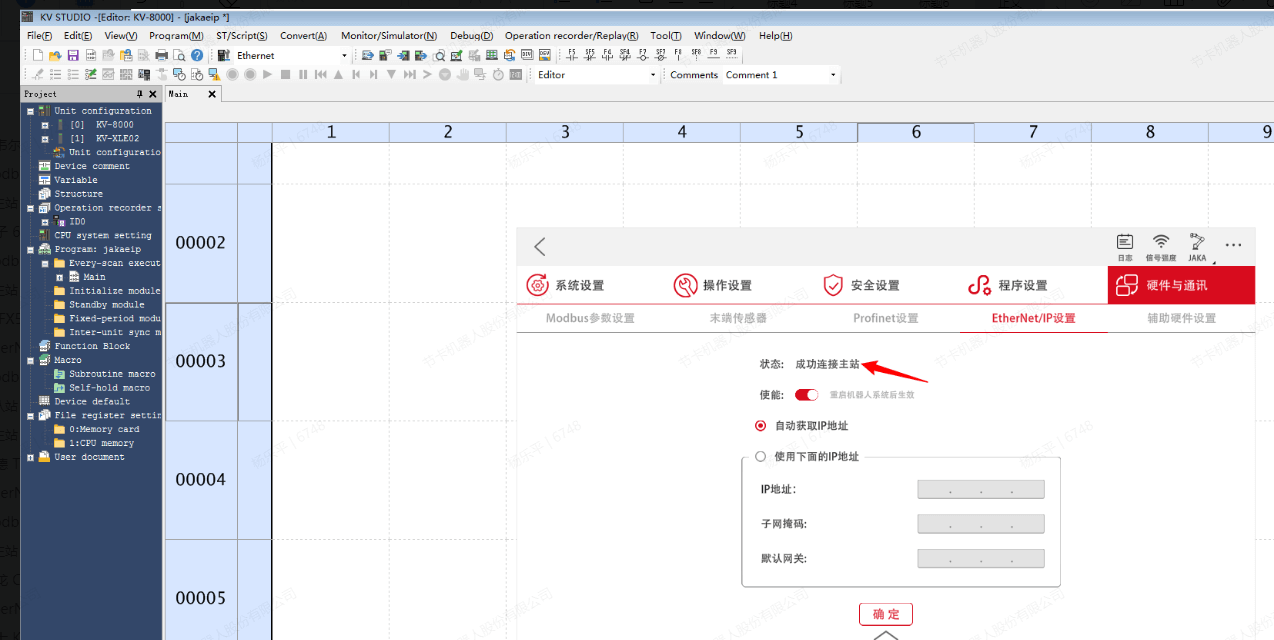 KV STUDIO -[Editor: KV-8000] - [jakaeip *]
File(F) Edit(E) View(V) Program(M) ST/Script(S) Convert(A) Monitor/Simulator(N) Debug(D) Operation recorder/Replay(R) Tool(T) Window(W) Help(H)
Ethernet
Editor Comments Comment 1
Project
Main
Unit configuration
[0] KV-8000
[1] KV-XLE02
Unit configuratio
Device comment
Variable
Structure
Operation recorder s
ID0
CPU system setting
Program: jakaeip
Every-scan execut
Main
Initialize module
Standby module
Fixed-period modu
Inter-unit sync m
Function Block
Macro
Subroutine macro
Self-hold macro
Device default
File register settin
0:Memory card
1:CPU memory
User document
1 2 3 4 5 6 7 8 9
00002
00003
00004
00005
日志 信号强度 JAKA
系统设置 操作设置 安全设置 程序设置 硬件与通讯
Modbus参数设置 末端传感器 Profinet设置 EtherNet/IP设置 辅助硬件设置
状态: 成功连接主站
使能: 重启机器人系统后生效
自动获取IP地址
使用下面的IP地址
IP地址:
子网掩码:
默认网关:
确 定